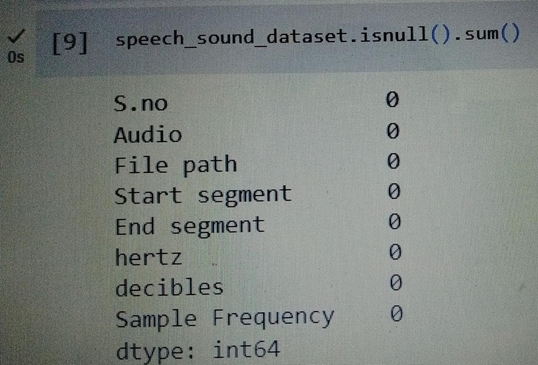 [9] speech_sound_dataset.isnull().sum()
0s
S.no 0
Audio 0
File path 0
Start segment 0
End segment 0
hertz 0
decibles 0
Sample Frequency 0
dtype: int64